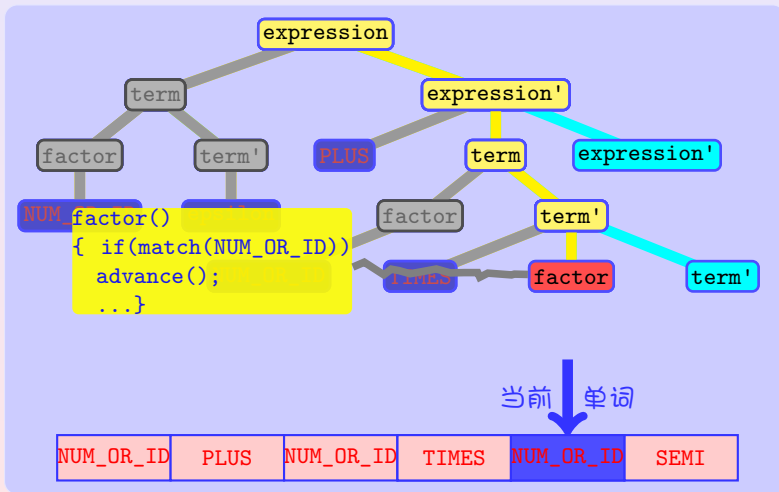 expression
term
expression'
factor
term'
PLUS
term
expression'
NUM_OR_ID
factor
term'
factor()
{ if(match(NUM_OR_ID))
advance();
...}
TIMES
factor
term'
当前 单词
NUM_OR_ID PLUS NUM_OR_ID TIMES NUM_OR_ID SEMI